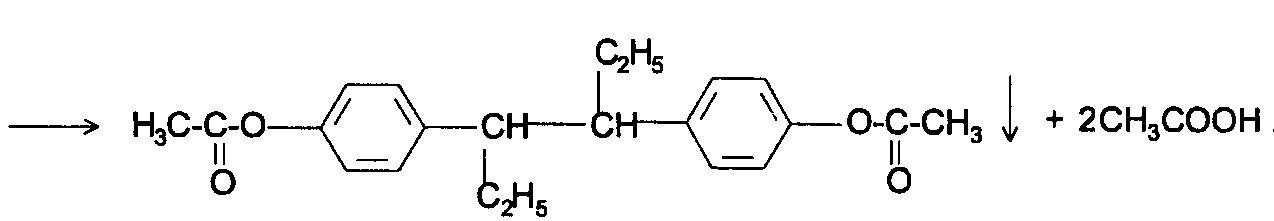 C₂H₅
H₃C-C-O CH CH O-C-CH₃ ↓ + 2CH₃COOH.
O O
C₂H₅